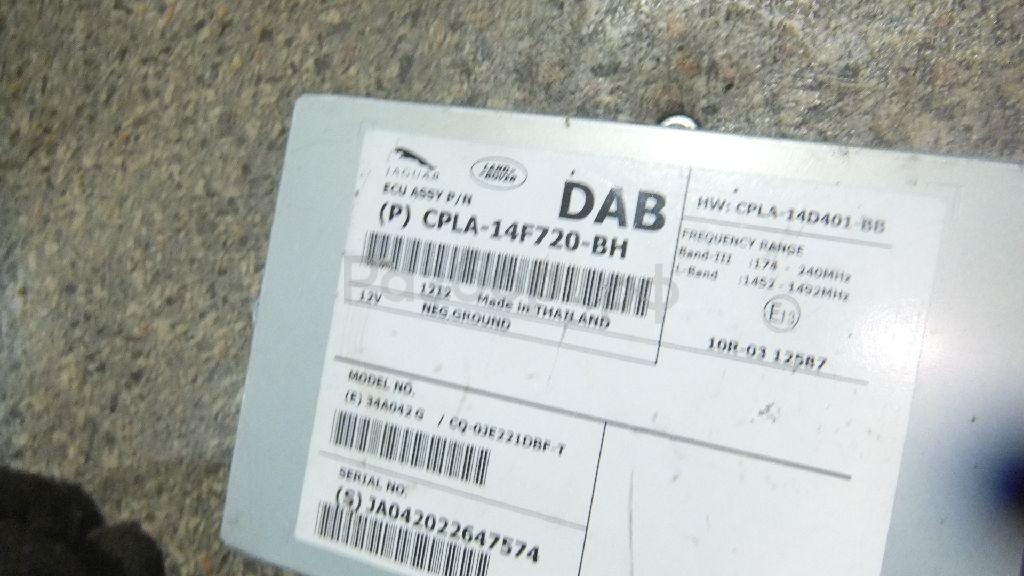 JAGUAR
LAND ROVER
DAB
ECU ASSY P/N
(P) CPLA-14F720-BH
1212 Made in THAILAND
12V NEG.GROUND
HW: CPLA-14D401-BB
FREQUENCY RANGE
Band-III :174 - 240MHz
L-Band :1452 - 1492MHz
E13
10R-03 12587
MODEL NO.
(E) 34A042G / CQ-0JE221DBF-T
SERIAL NO.
(S) JA042022647574